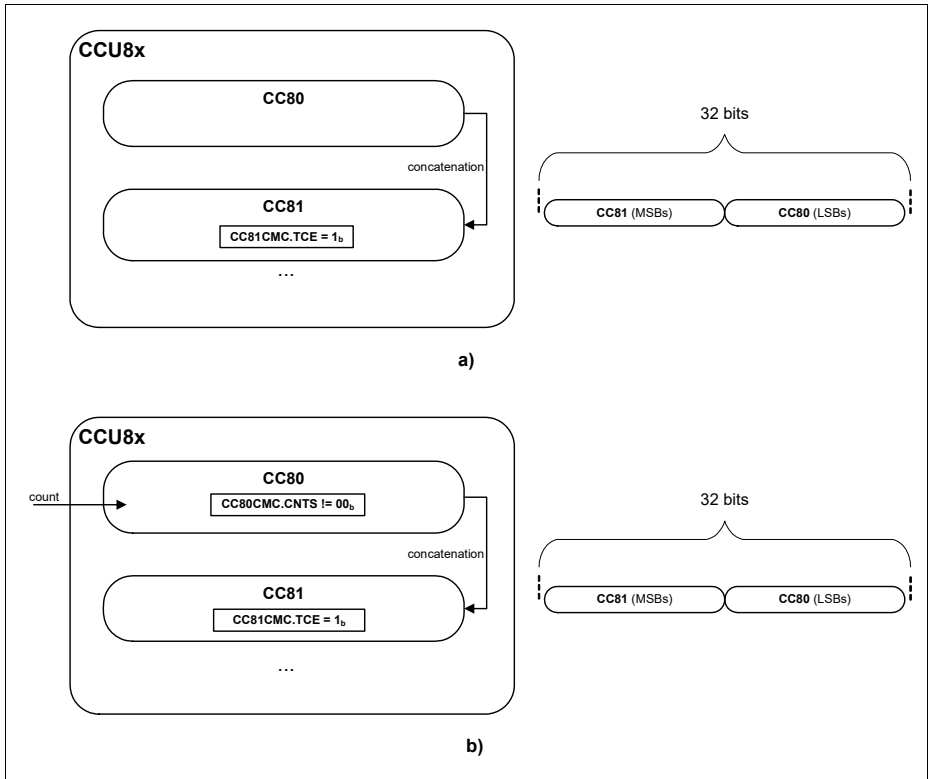 CCU8x
CC80
32 bits
concatenation
CC81
CC81 (MSBs)
CC80 (LSBs)
CC81CMC.TCE = 1b
...
a)
CCU8x
CC80
count
CC80CMC.CNTS != 00b
32 bits
concatenation
CC81
CC81 (MSBs)
CC80 (LSBs)
CC81CMC.TCE = 1b
...
b)